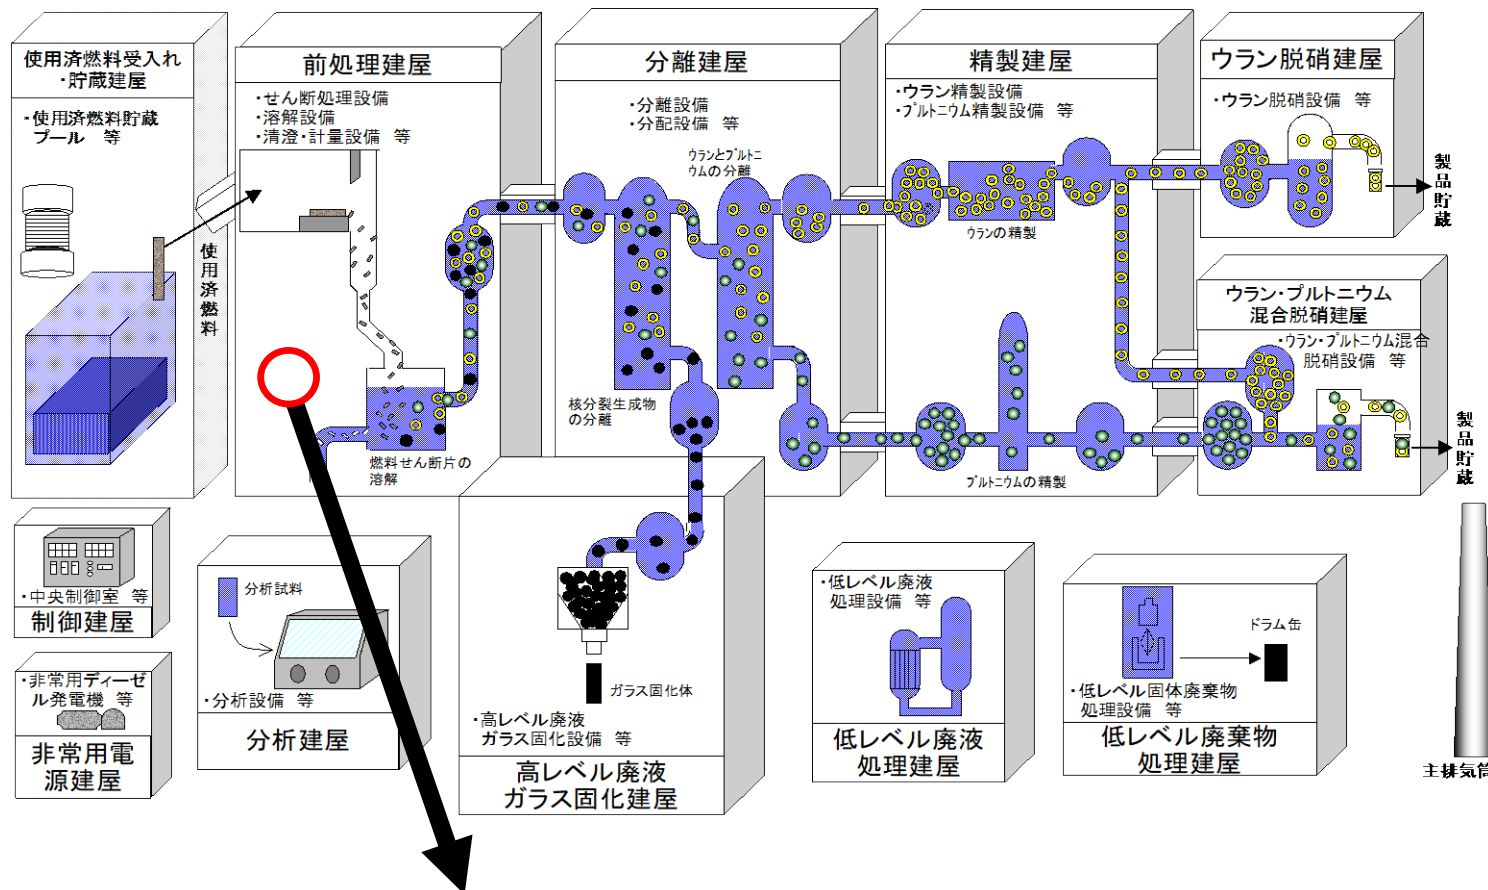 使用済燃料受入れ
・貯蔵建屋
・使用済燃料貯蔵
プール 等
使用済燃料
前処理建屋
・せん断処理設備
・溶解設備
・清澄・計量設備 等
燃料せん断片の
溶解
分離建屋
・分離設備
・分配設備 等
ウランとプルトニ
ウムの分離
核分裂生成物
の分離
精製建屋
・ウラン精製設備
・プルトニウム精製設備 等
ウランの精製
プルトニウムの精製
ウラン脱硝建屋
・ウラン脱硝設備 等
製品貯蔵
ウラン・プルトニウム
混合脱硝建屋
・ウラン・プルトニウム混合
脱硝設備 等
製品貯蔵
・中央制御室 等
制御建屋
・非常用ディーゼ
ル発電機 等
非常用電
源建屋
分析試料
・分析設備 等
分析建屋
ガラス固化体
・高レベル廃液
ガラス固化設備 等
高レベル廃液
ガラス固化建屋
・低レベル廃液
処理設備 等
低レベル廃液
処理建屋
ドラム缶
・低レベル固体廃棄物
処理設備 等
低レベル廃棄物
処理建屋
主排気筒